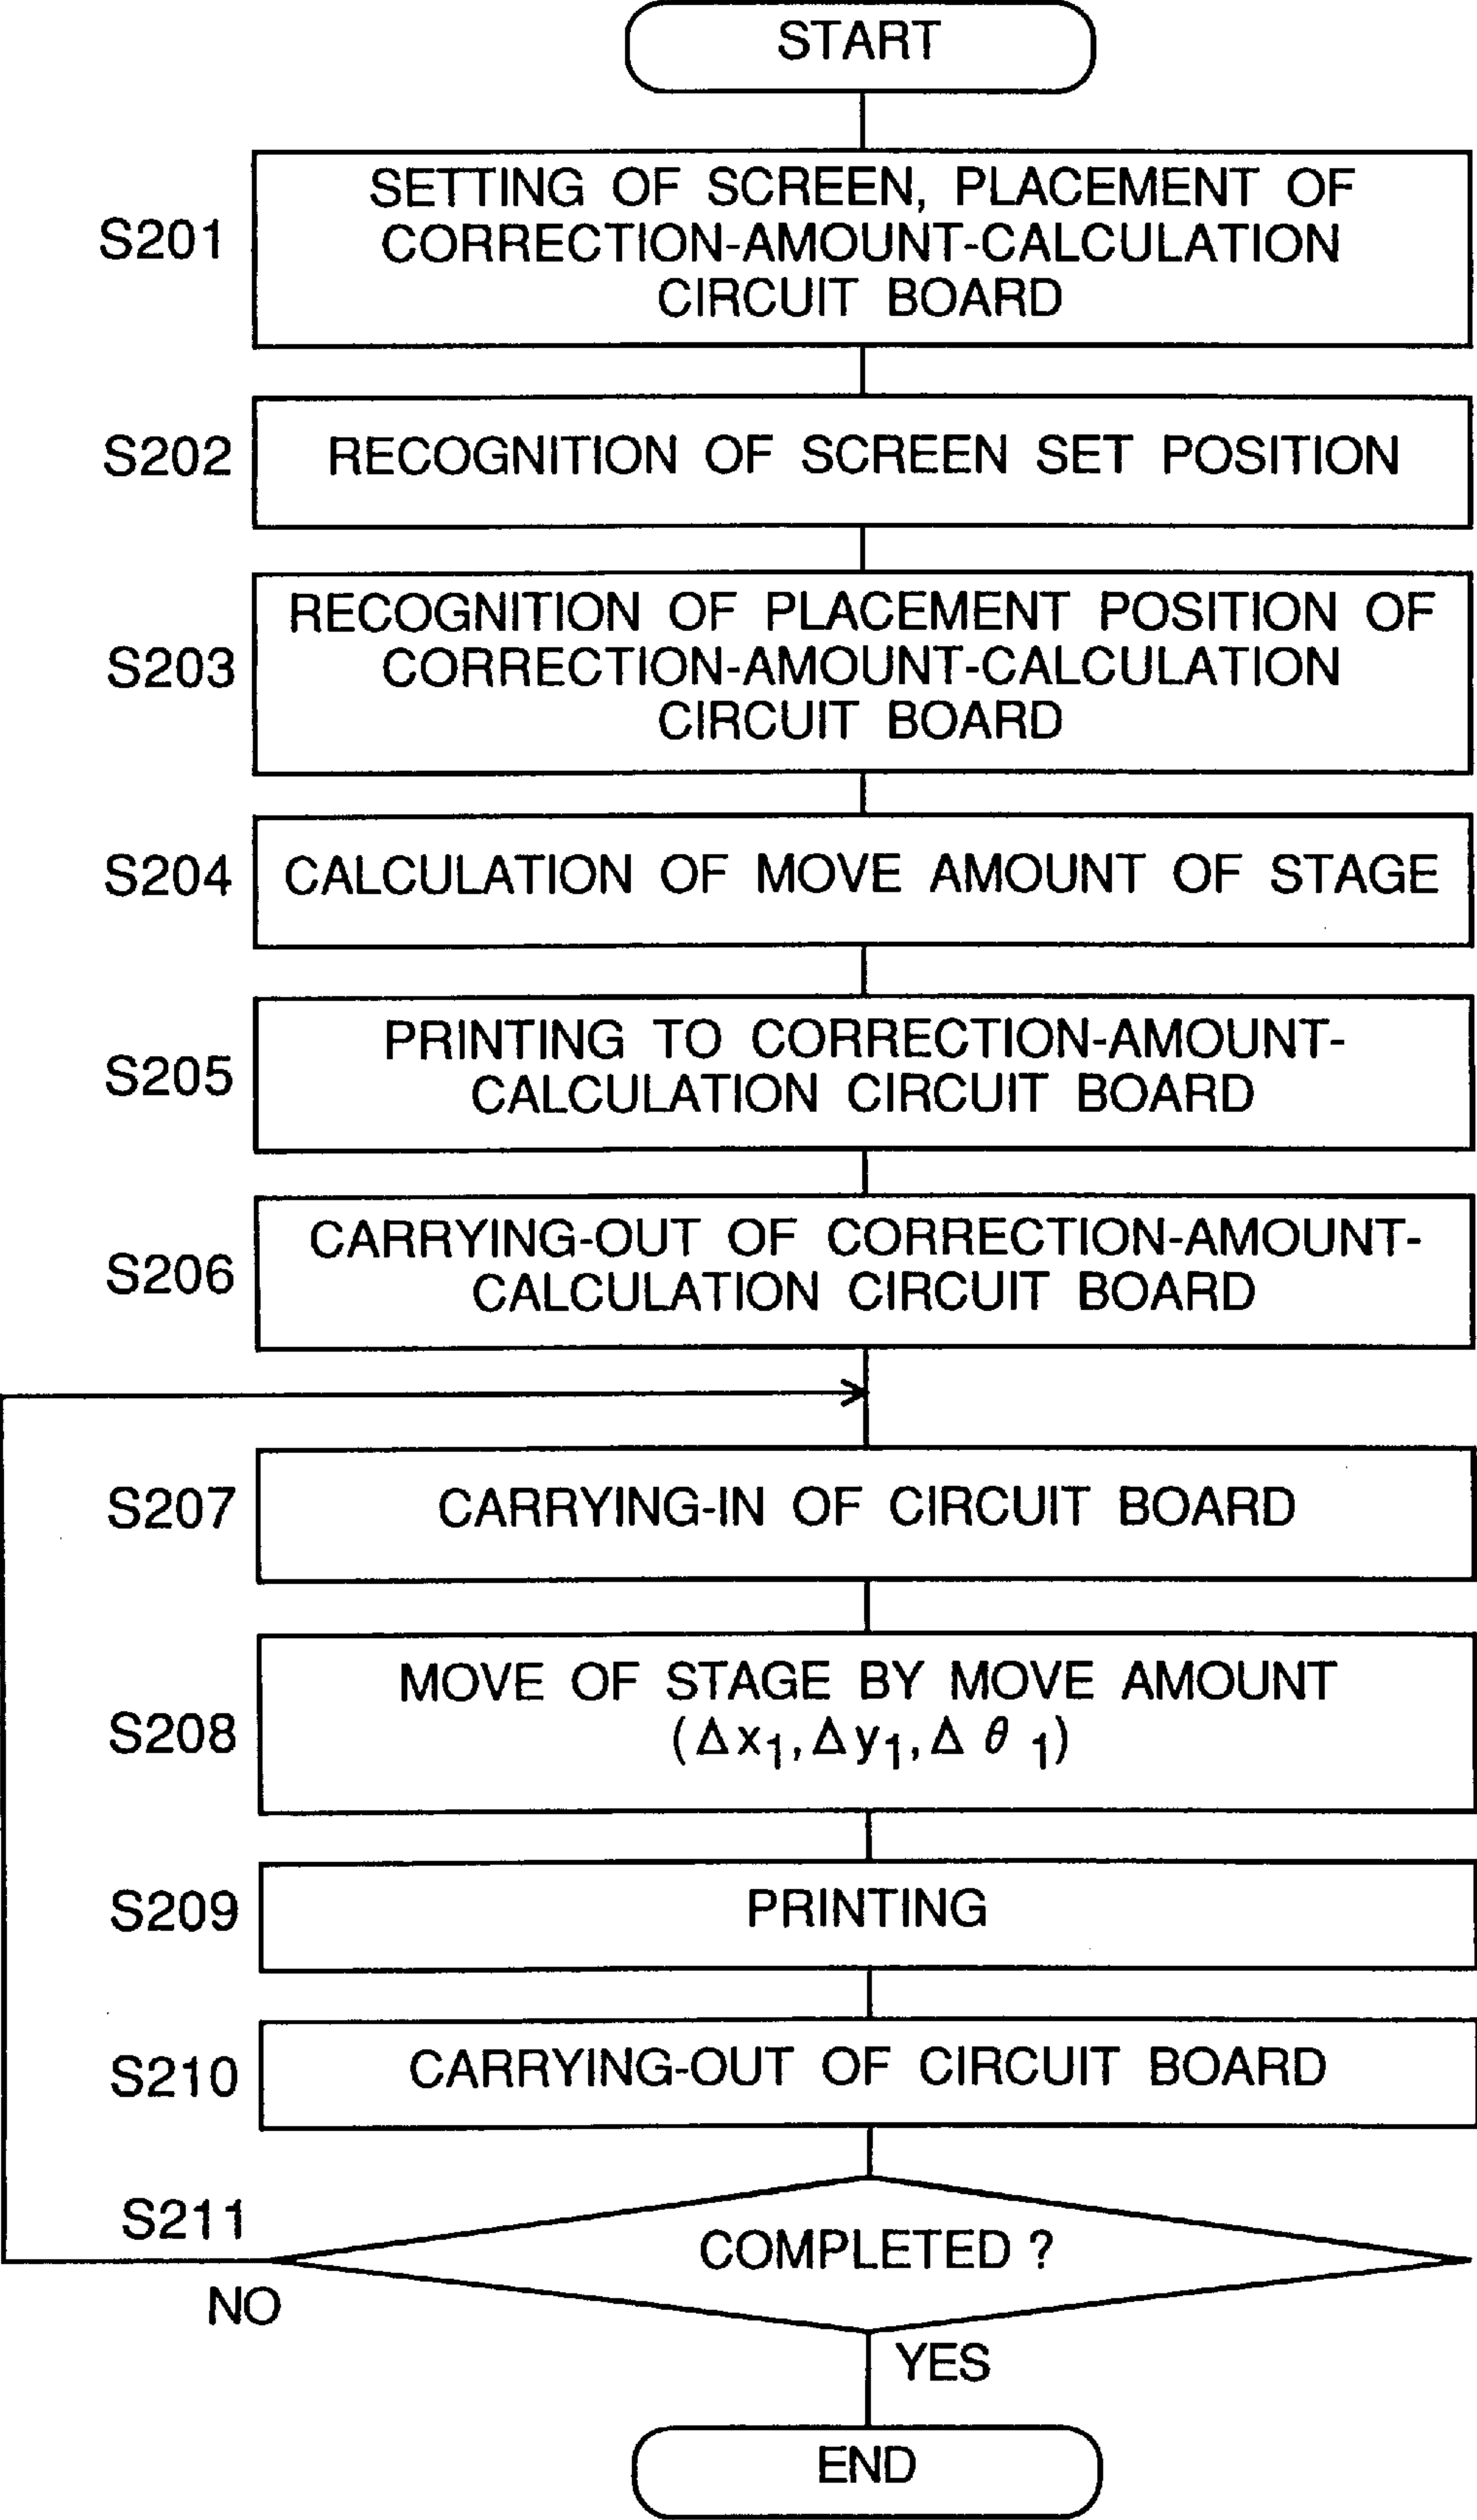 START
S201
SETTING OF SCREEN, PLACEMENT OF
CORRECTION-AMOUNT-CALCULATION
CIRCUIT BOARD
S202
RECOGNITION OF SCREEN SET POSITION
S203
RECOGNITION OF PLACEMENT POSITION OF
CORRECTION-AMOUNT-CALCULATION
CIRCUIT BOARD
S204
CALCULATION OF MOVE AMOUNT OF STAGE
S205
PRINTING TO CORRECTION-AMOUNT-
CALCULATION CIRCUIT BOARD
S206
CARRYING-OUT OF CORRECTION-AMOUNT-
CALCULATION CIRCUIT BOARD
S207
CARRYING-IN OF CIRCUIT BOARD
S208
MOVE OF STAGE BY MOVE AMOUNT
(Δx₁,Δy₁,Δθ₁)
S209
PRINTING
S210
CARRYING-OUT OF CIRCUIT BOARD
S211
COMPLETED ?
NO
YES
END